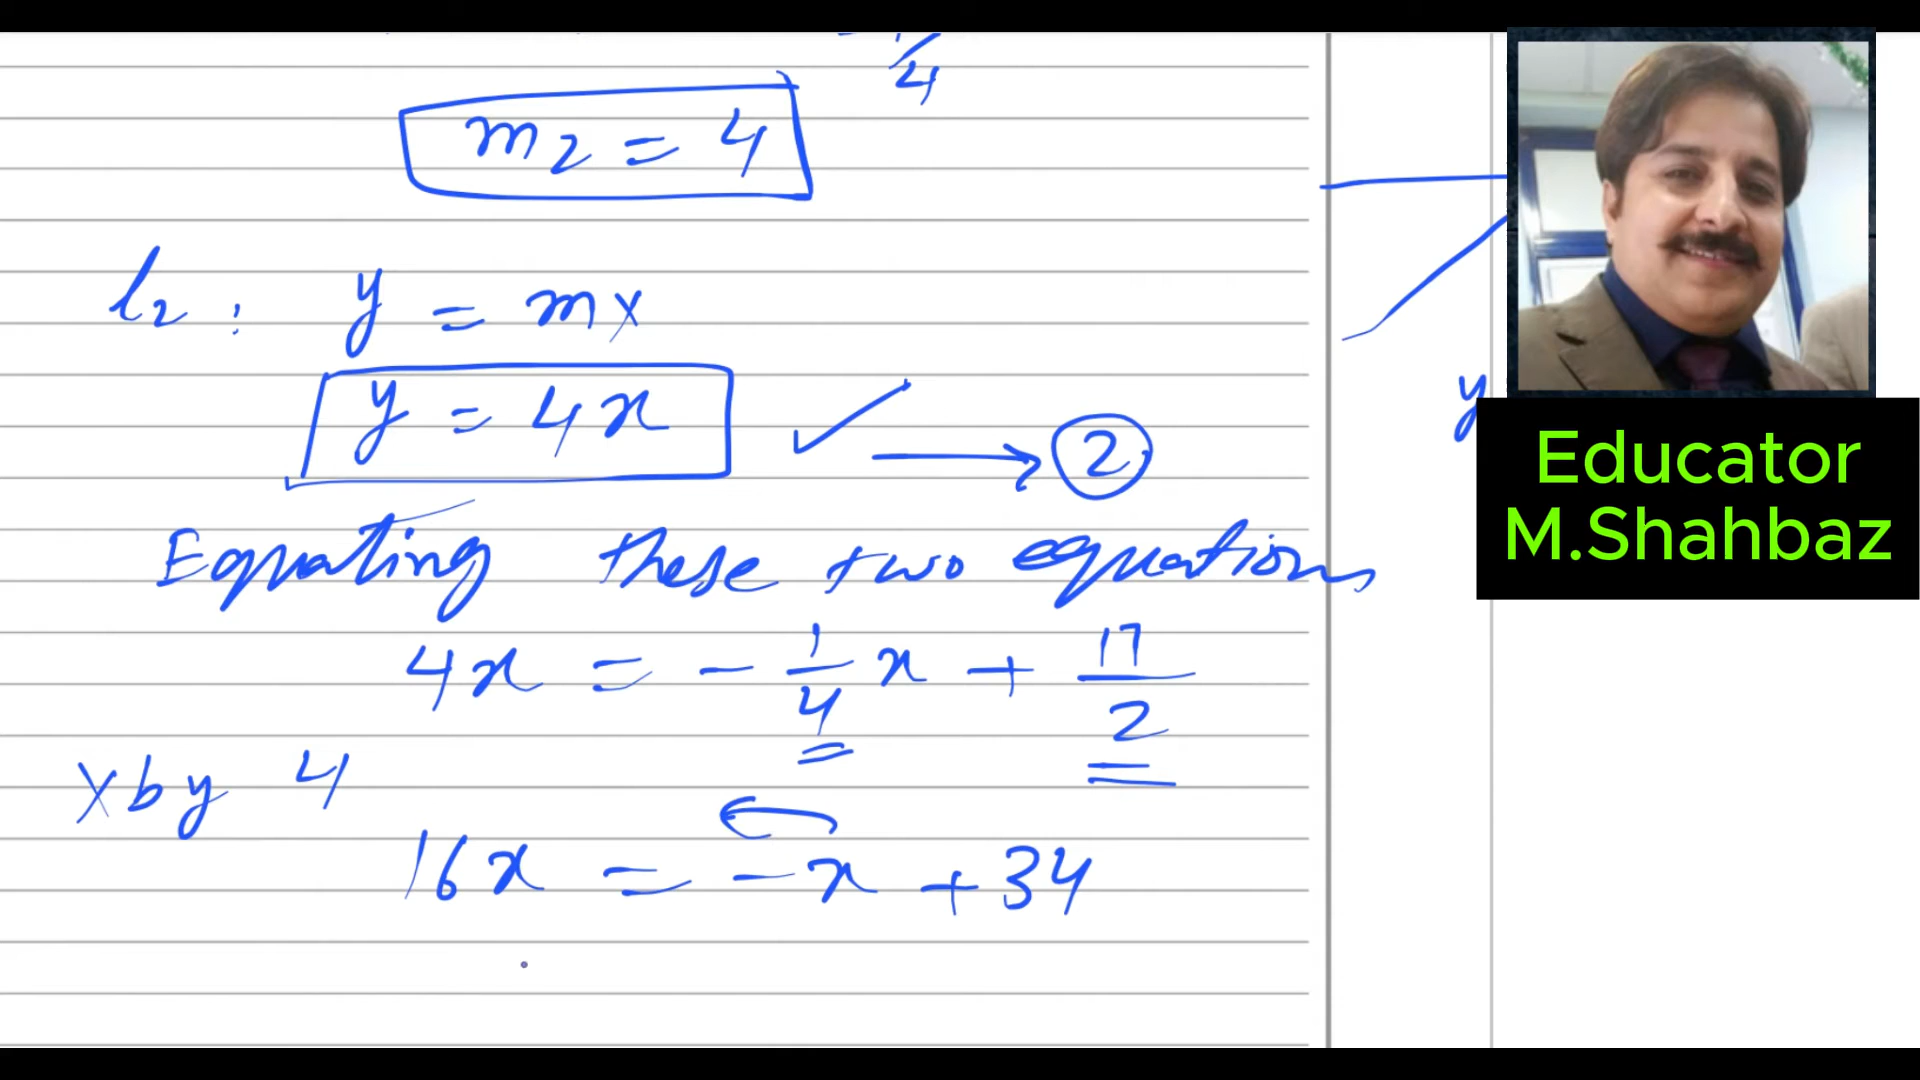 4
m2 = 4
l2 : y = mx
y = 4x ✓ → 2
Equating these two equations
4x = - 1/4 x + 17/2
x by 4
16x = -x + 34
y
Educator
M.Shahbaz